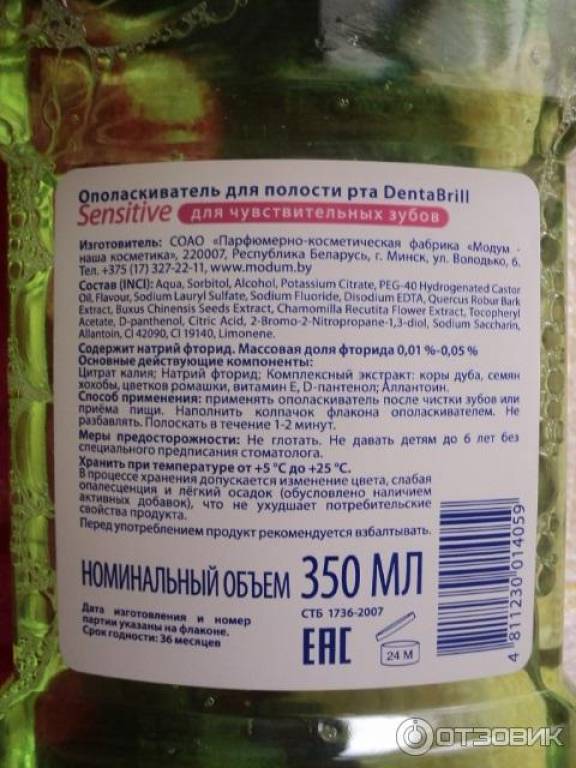 Ополаскиватель для полости рта DentaBrill
Sensitive для чувствительных зубов
Изготовитель: СОАО «Парфюмерно-косметическая фабрика «Модум -
наша косметика», 220007, Республика Беларусь, г. Минск, ул. Володько, 6.
Тел. +375 (17) 327-22-11, www.modum.by
Состав (INCI): Aqua, Sorbitol, Alcohol, Potassium Citrate, PEG-40 Hydrogenated Castor
Oil, Flavour, Sodium Lauryl Sulfate, Sodium Fluoride, Disodium EDTA, Quercus Robur Bark
Extract, Buxus Chinensis Seeds Extract, Chamomilla Recutita Flower Extract, Tocopheryl
Acetate, D-panthenol, Citric Acid, 2-Bromo-2-Nitropropane-1,3-diol, Sodium Saccharin,
Allantoin, CI 42090, CI 19140, Limonene.
Содержит натрий фторид. Массовая доля фторида 0,01 %-0,05 %
Основные действующие компоненты:
Цитрат калия; Натрий фторид; Комплексный экстракт: коры дуба, семян
хохобы, цветков ромашки, витамин Е, D-пантенол; Аллантоин.
Способ применения: применять ополаскиватель после чистки зубов или
приёма пищи. Наполнить колпачок флакона ополаскивателем. Не
разбавлять. Полоскать в течение 1-2 минут.
Меры предосторожности: Не глотать. Не давать детям до 6 лет без
специального предписания стоматолога.
Хранить при температуре от +5 °С до +25 °С.
В процессе хранения допускается изменение цвета, слабая
опалесценция и лёгкий осадок (обусловлено наличием
активных добавок), что не ухудшает потребительские
свойства продукта.
Перед употреблением продукт рекомендуется взбалтывать.
НОМИНАЛЬНЫЙ ОБЪЕМ 350 МЛ
СТБ 1736-2007
Дата изготовления и номер
партии указаны на флаконе.
Срок годности: 36 месяцев
ЕАС
24 М
4 811230 014059
ОТЗОВИК